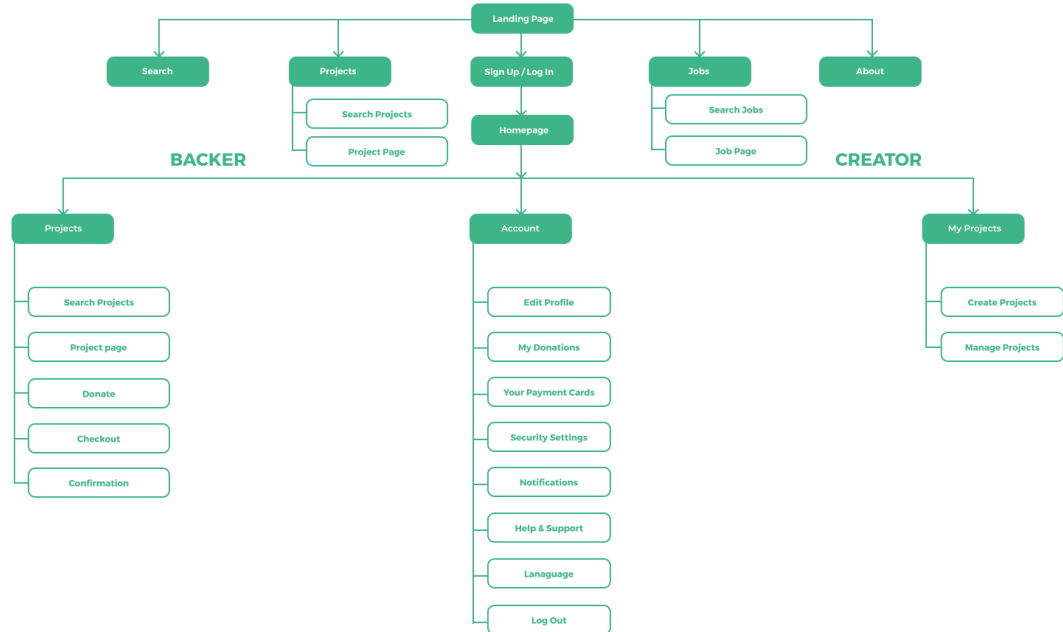 Landing Page
Search
Projects
Sign Up / Log In
Jobs
About
Search Projects
Project Page
Homepage
Search Jobs
Job Page
BACKER
CREATOR
Projects
Account
My Projects
Search Projects
Project page
Donate
Checkout
Confirmation
Edit Profile
My Donations
Your Payment Cards
Security Settings
Notifications
Help & Support
Lanaguage
Log Out
Create Projects
Manage Projects